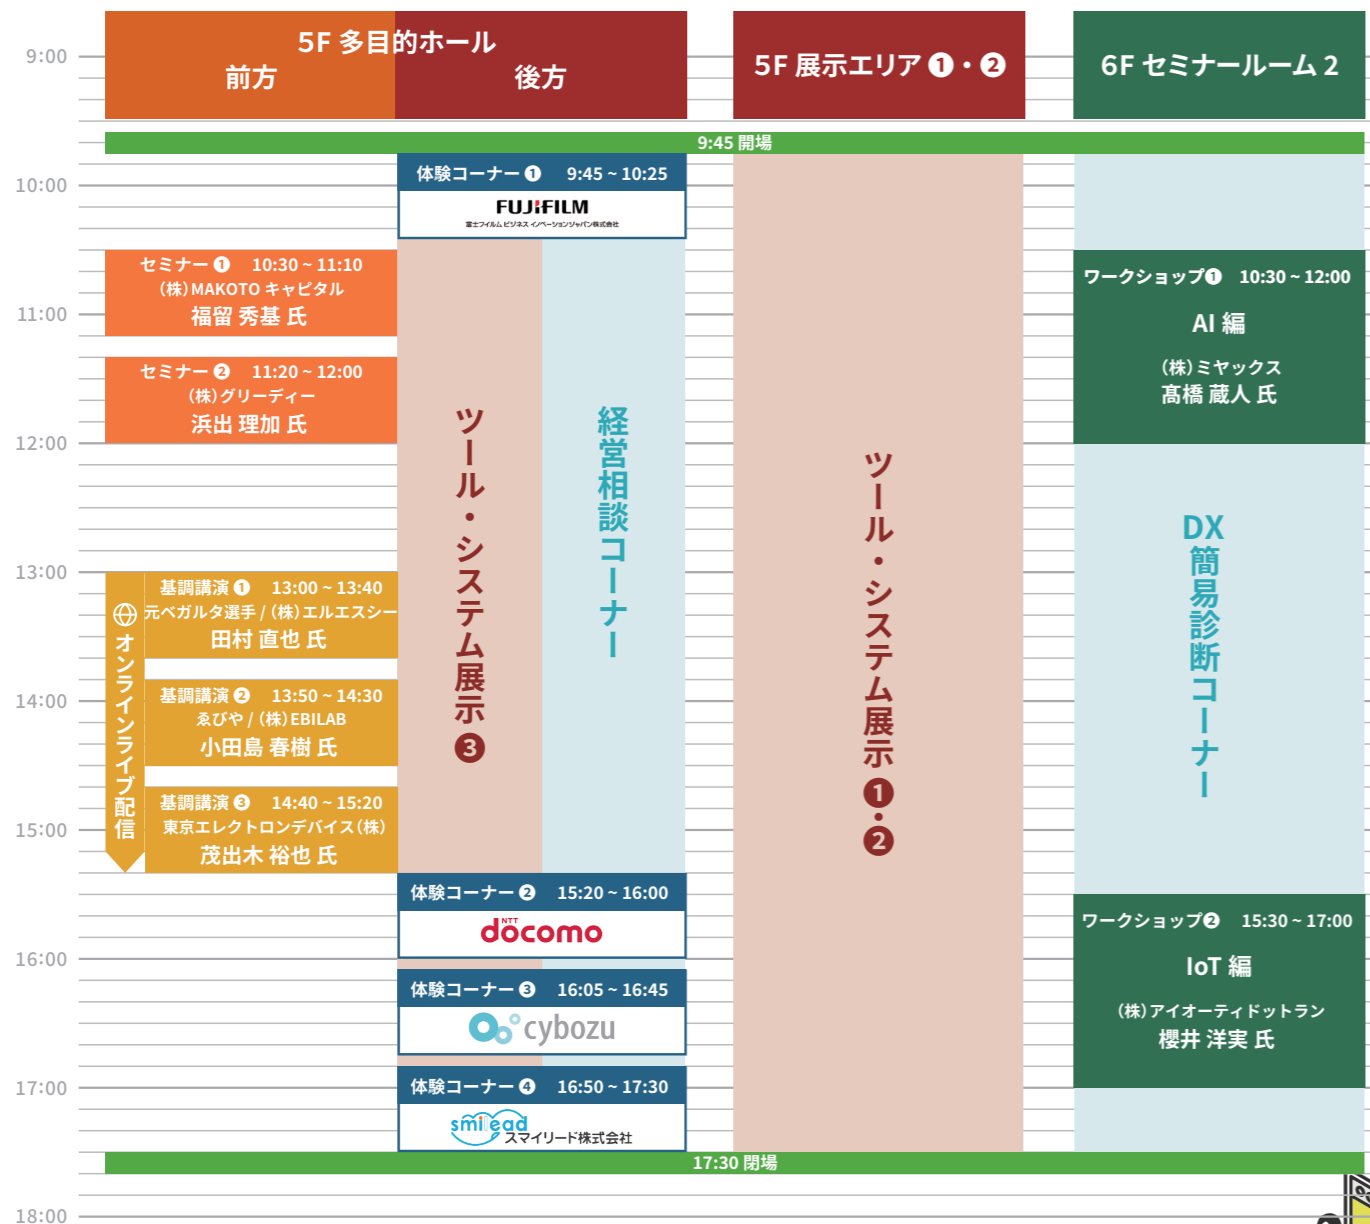 5F 多目的ホール
前方
後方
5F 展示エリア ❶・❷
6F セミナールーム 2
9:00
10:00
11:00
12:00
13:00
14:00
15:00
16:00
17:00
18:00
9:45 開場
セミナー ❶ 10:30 ~ 11:10
(株)MAKOTO キャピタル
福留 秀基 氏
セミナー ❷ 11:20 ~ 12:00
(株)グリーディー
浜出 理加 氏
オンラインライブ配信
基調講演 ❶ 13:00 ~ 13:40
元ベガルタ選手 / (株)エルエスシー
田村 直也 氏
基調講演 ❷ 13:50 ~ 14:30
ゑびや / (株)EBILAB
小田島 春樹 氏
基調講演 ❸ 14:40 ~ 15:20
東京エレクトロンデバイス(株)
茂出木 裕也 氏
体験コーナー ❶ 9:45 ~ 10:25
FUJIFILM
富士フイルム ビジネス イノベーションジャパン株式会社
ツール・システム展示 ❸
経営相談コーナー
体験コーナー ❷ 15:20 ~ 16:00
NTT
docomo
体験コーナー ❸ 16:05 ~ 16:45
cybozu
体験コーナー ❹ 16:50 ~ 17:30
smilead
スマイリード株式会社
ツール・システム展示 ❶・❷
ワークショップ❶ 10:30 ~ 12:00
AI 編
(株)ミヤックス
髙橋 蔵人 氏
DX簡易診断コーナー
ワークショップ❷ 15:30 ~ 17:00
IoT 編
(株)アイオーティドットラン
櫻井 洋実 氏
17:30 閉場